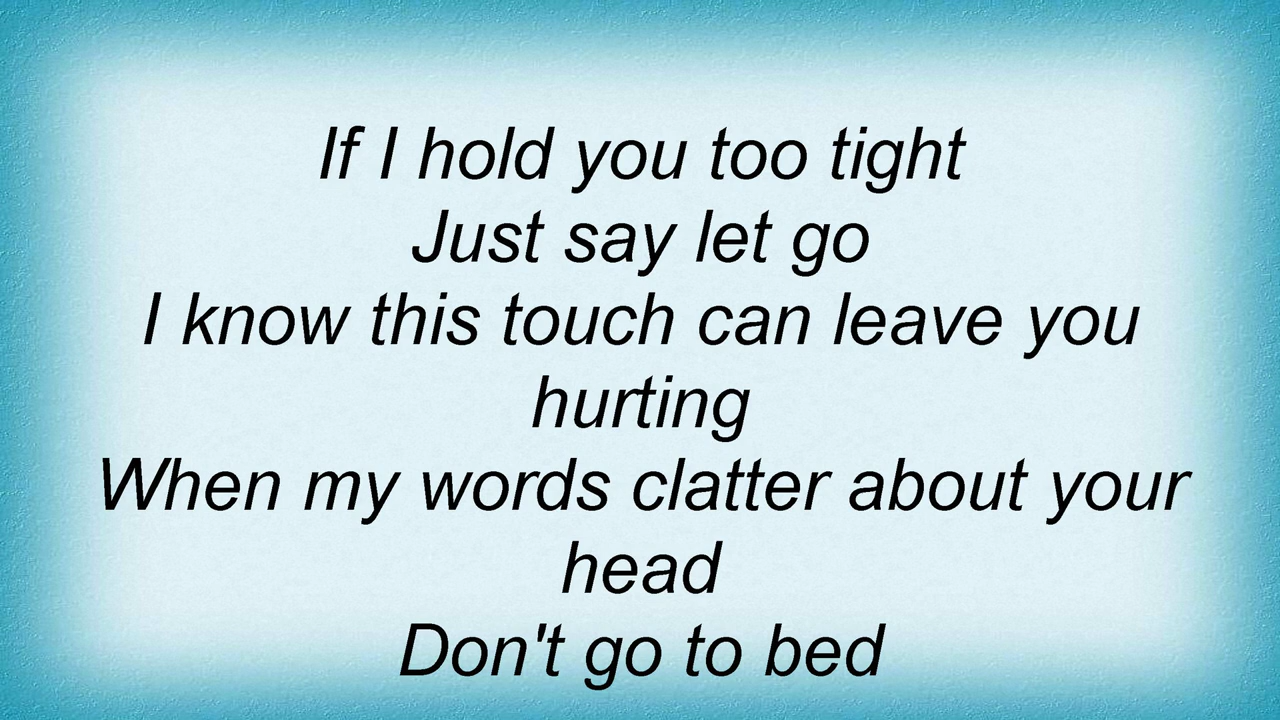 If I hold you too tight
Just say let go
I know this touch can leave you
hurting
When my words clatter about your
head
Don't go to bed